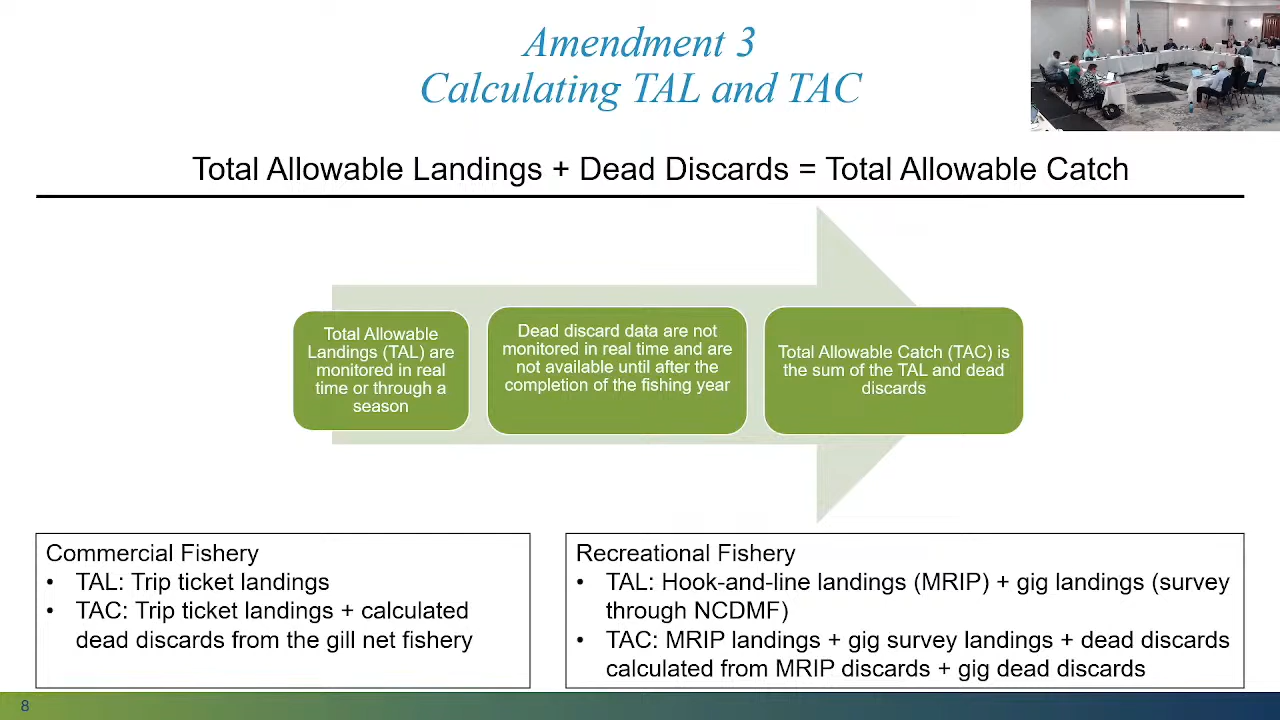 Amendment 3
Calculating TAL and TAC
Total Allowable Landings + Dead Discards = Total Allowable Catch
Total Allowable
Landings (TAL) are
monitored in real
time or through a
season
Dead discard data are not
monitored in real time and are
not available until after the
completion of the fishing year
Total Allowable Catch (TAC) is
the sum of the TAL and dead
discards
Commercial Fishery
• TAL: Trip ticket landings
• TAC: Trip ticket landings + calculated
dead discards from the gill net fishery
Recreational Fishery
• TAL: Hook-and-line landings (MRIP) + gig landings (survey
through NCDMF)
• TAC: MRIP landings + gig survey landings + dead discards
calculated from MRIP discards + gig dead discards
8